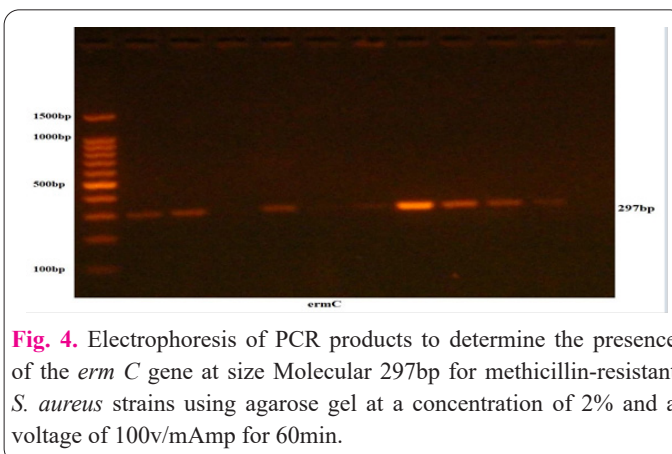 1500bp
1000bp
500bp
297bp
100bp
ermC
Fig. 4. Electrophoresis of PCR products to determine the presence
of the erm C gene at size Molecular 297bp for methicillin-resistant
S. aureus strains using agarose gel at a concentration of 2% and a
voltage of 100v/mAmp for 60min.